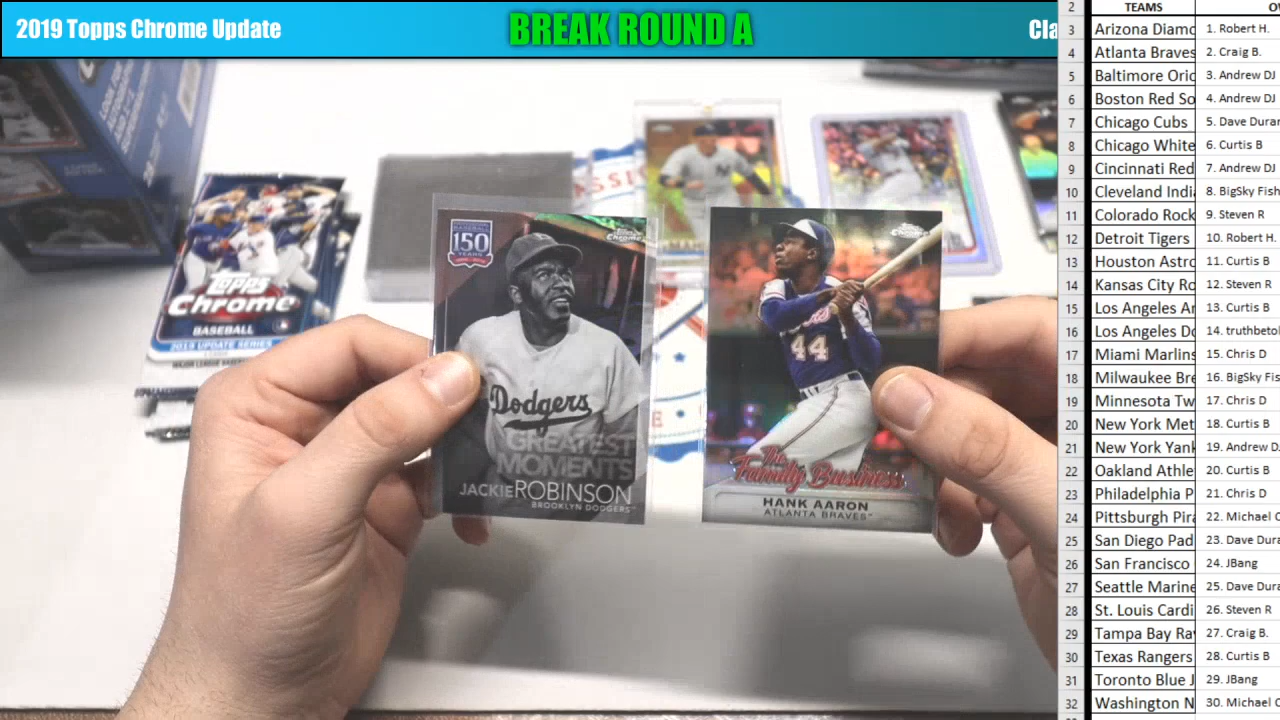 2019 Topps Chrome Update
BREAK ROUND A
Cla
2 TEAMS
3 Arizona Diamo 1. Robert H.
4 Atlanta Braves 2. Craig B.
5 Baltimore Orio 3. Andrew DJ
6 Boston Red So 4. Andrew DJ
7 Chicago Cubs 5. Dave Duran
8 Chicago White 6. Curtis B
9 Cincinnati Red 7. Andrew DJ
10 Cleveland Indi 8. BigSky Fish
11 Colorado Rock 9. Steven R
12 Detroit Tigers 10. Robert H.
13 Houston Astro 11. Curtis B
14 Kansas City Ro 12. Steven R
15 Los Angeles An 13. Curtis B
16 Los Angeles Do 14. truthbetol
17 Miami Marlins 15. Chris D
18 Milwaukee Bre 16. BigSky Fis
19 Minnesota Tw 17. Chris D
20 New York Met 18. Curtis B
21 New York Yank 19. Andrew D
22 Oakland Athle 20. Curtis B
23 Philadelphia P 21. Chris D
24 Pittsburgh Pira 22. Michael C
25 San Diego Pad 23. Dave Dura
26 San Francisco 24. JBang
27 Seattle Marine 25. Dave Dura
28 St. Louis Cardi 26. Steven R
29 Tampa Bay Ray 27. Craig B.
30 Texas Rangers 28. Curtis B
31 Toronto Blue J 29. JBang
32 Washington N 30. Michael C
Topps
Chrome
BASEBALL
2019 UPDATE SERIES
150
YEARS
Topps
Chrome
Dodgers
GREATEST
MOMENTS
JACKIE ROBINSON
BROOKLYN DODGERS™
Chrome
44
The
Family Business
HANK AARON
ATLANTA BRAVES™